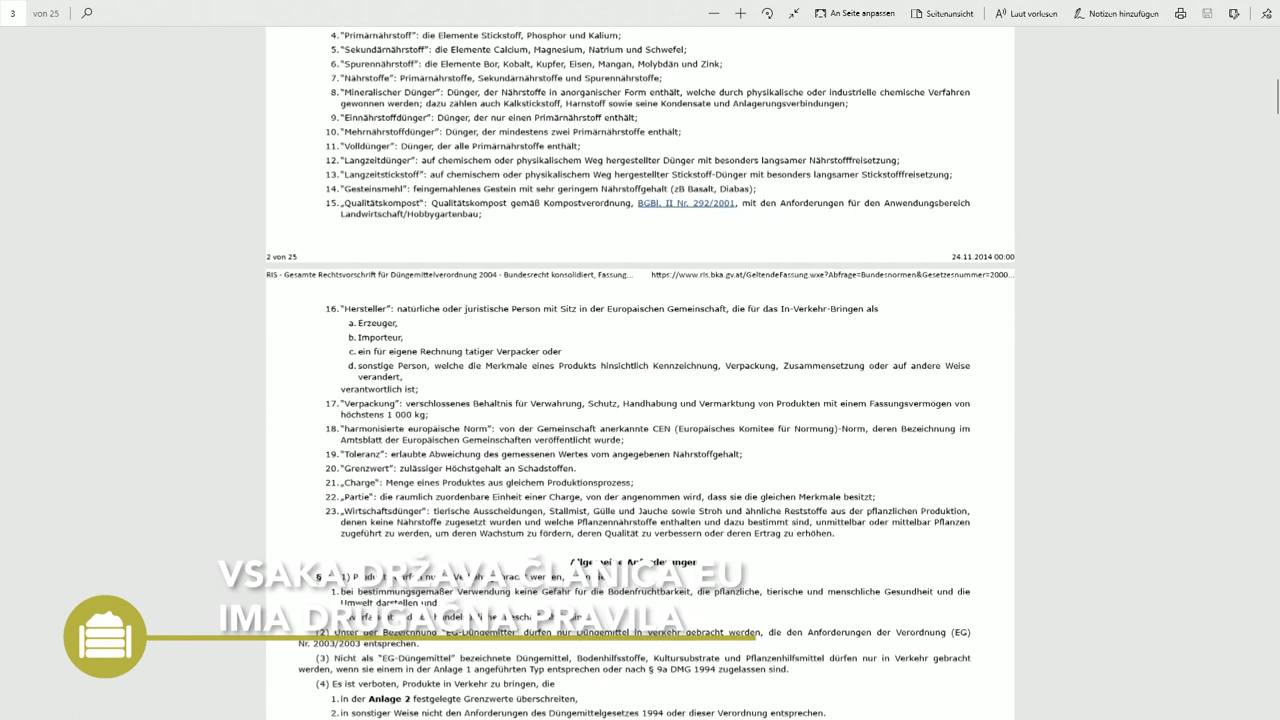 3 von 25 An Seite anpassen Seitenansicht Laut vorlesen Notizen hinzufügen
4. "Primärnährstoff": die Elemente Stickstoff, Phosphor und Kalium;
5. "Sekundärnährstoff": die Elemente Calcium, Magnesium, Natrium und Schwefel;
6. "Spurennährstoff": die Elemente Bor, Kobalt, Kupfer, Eisen, Mangan, Molybdän und Zink;
7. "Nährstoffe": Primärnährstoffe, Sekundärnährstoffe und Spurennährstoffe;
8. "Mineralischer Dünger": Dünger, der Nährstoffe in anorganischer Form enthält, welche durch physikalische oder industrielle chemische Verfahren
gewonnen werden; dazu zählen auch Kalkstickstoff, Harnstoff sowie seine Kondensate und Anlagerungsverbindungen;
9. "Einnährstoffdünger": Dünger, der nur einen Primärnährstoff enthält;
10. "Mehrnährstoffdünger": Dünger, der mindestens zwei Primärnährstoffe enthält;
11. "Volldünger": Dünger, der alle Primärnährstoffe enthält;
12. "Langzeitdünger": auf chemischem oder physikalischem Weg hergestellter Dünger mit besonders langsamer Nährstofffreisetzung;
13. "Langzeitstickstoff": auf chemischem oder physikalischem Weg hergestellter Stickstoff-Dünger mit besonders langsamer Stickstofffreisetzung;
14. "Gesteinsmehl": feingemahlenes Gestein mit sehr geringem Nährstoffgehalt (zB Basalt, Diabas);
15. „Qualitätskompost“: Qualitätskompost gemäß Kompostverordnung, BGBl. II Nr. 292/2001, mit den Anforderungen für den Anwendungsbereich
Landwirtschaft/Hobbygartenbau;
2 von 25 24.11.2014 00:00
RIS - Gesamte Rechtsvorschrift für Düngemittelverordnung 2004 - Bundesrecht konsolidiert, Fassung... https://www.ris.bka.gv.at/GeltendeFassung.wxe?Abfrage=Bundesnormen&Gesetzesnummer=2000...
16. "Hersteller": natürliche oder juristische Person mit Sitz in der Europäischen Gemeinschaft, die für das In-Verkehr-Bringen als
a. Erzeuger,
b. Importeur,
c. ein für eigene Rechnung tätiger Verpacker oder
d. sonstige Person, welche die Merkmale eines Produkts hinsichtlich Kennzeichnung, Verpackung, Zusammensetzung oder auf andere Weise
verändert,
verantwortlich ist;
17. "Verpackung": verschlossenes Behältnis für Verwahrung, Schutz, Handhabung und Vermarktung von Produkten mit einem Fassungsvermögen von
höchstens 1 000 kg;
18. "harmonisierte europäische Norm": von der Gemeinschaft anerkannte CEN (Europäisches Komitee für Normung)-Norm, deren Bezeichnung im
Amtsblatt der Europäischen Gemeinschaften veröffentlicht wurde;
19. "Toleranz": erlaubte Abweichung des gemessenen Wertes vom angegebenen Nährstoffgehalt;
20. "Grenzwert": zulässiger Höchstgehalt an Schadstoffen.
21. „Charge“: Menge eines Produktes aus gleichem Produktionsprozess;
22. „Partie“: die räumlich zuordenbare Einheit einer Charge, von der angenommen wird, dass sie die gleichen Merkmale besitzt;
23. „Wirtschaftsdünger“: tierische Ausscheidungen, Stallmist, Gülle und Jauche sowie Stroh und ähnliche Reststoffe aus der pflanzlichen Produktion,
denen keine Nährstoffe zugesetzt wurden und welche Pflanzennährstoffe enthalten und dazu bestimmt sind, unmittelbar oder mittelbar Pflanzen
zugeführt zu werden, um deren Wachstum zu fördern, deren Qualität zu verbessern oder deren Ertrag zu erhöhen.
Allgemeine Anforderungen
VSAKA DRŽAVA ČLANICA EU
IMA DRUGAČNA PRAVILA
1. bei bestimmungsgemäßer Verwendung keine Gefahr für die Bodenfruchtbarkeit, die pflanzliche, tierische und menschliche Gesundheit und die
Umwelt darstellen und
(2) Unter der Bezeichnung "EG-Düngemittel" dürfen nur Düngemittel in Verkehr gebracht werden, die den Anforderungen der Verordnung (EG)
Nr. 2003/2003 entsprechen.
(3) Nicht als "EG-Düngemittel" bezeichnete Düngemittel, Bodenhilfsstoffe, Kultursubstrate und Pflanzenhilfsmittel dürfen nur in Verkehr gebracht
werden, wenn sie einem in der Anlage 1 angeführten Typ entsprechen oder nach § 9a DMG 1994 zugelassen sind.
(4) Es ist verboten, Produkte in Verkehr zu bringen, die
1. in der Anlage 2 festgelegte Grenzwerte überschreiten,
2. in sonstiger Weise nicht den Anforderungen des Düngemittelgesetzes 1994 oder dieser Verordnung entsprechen.